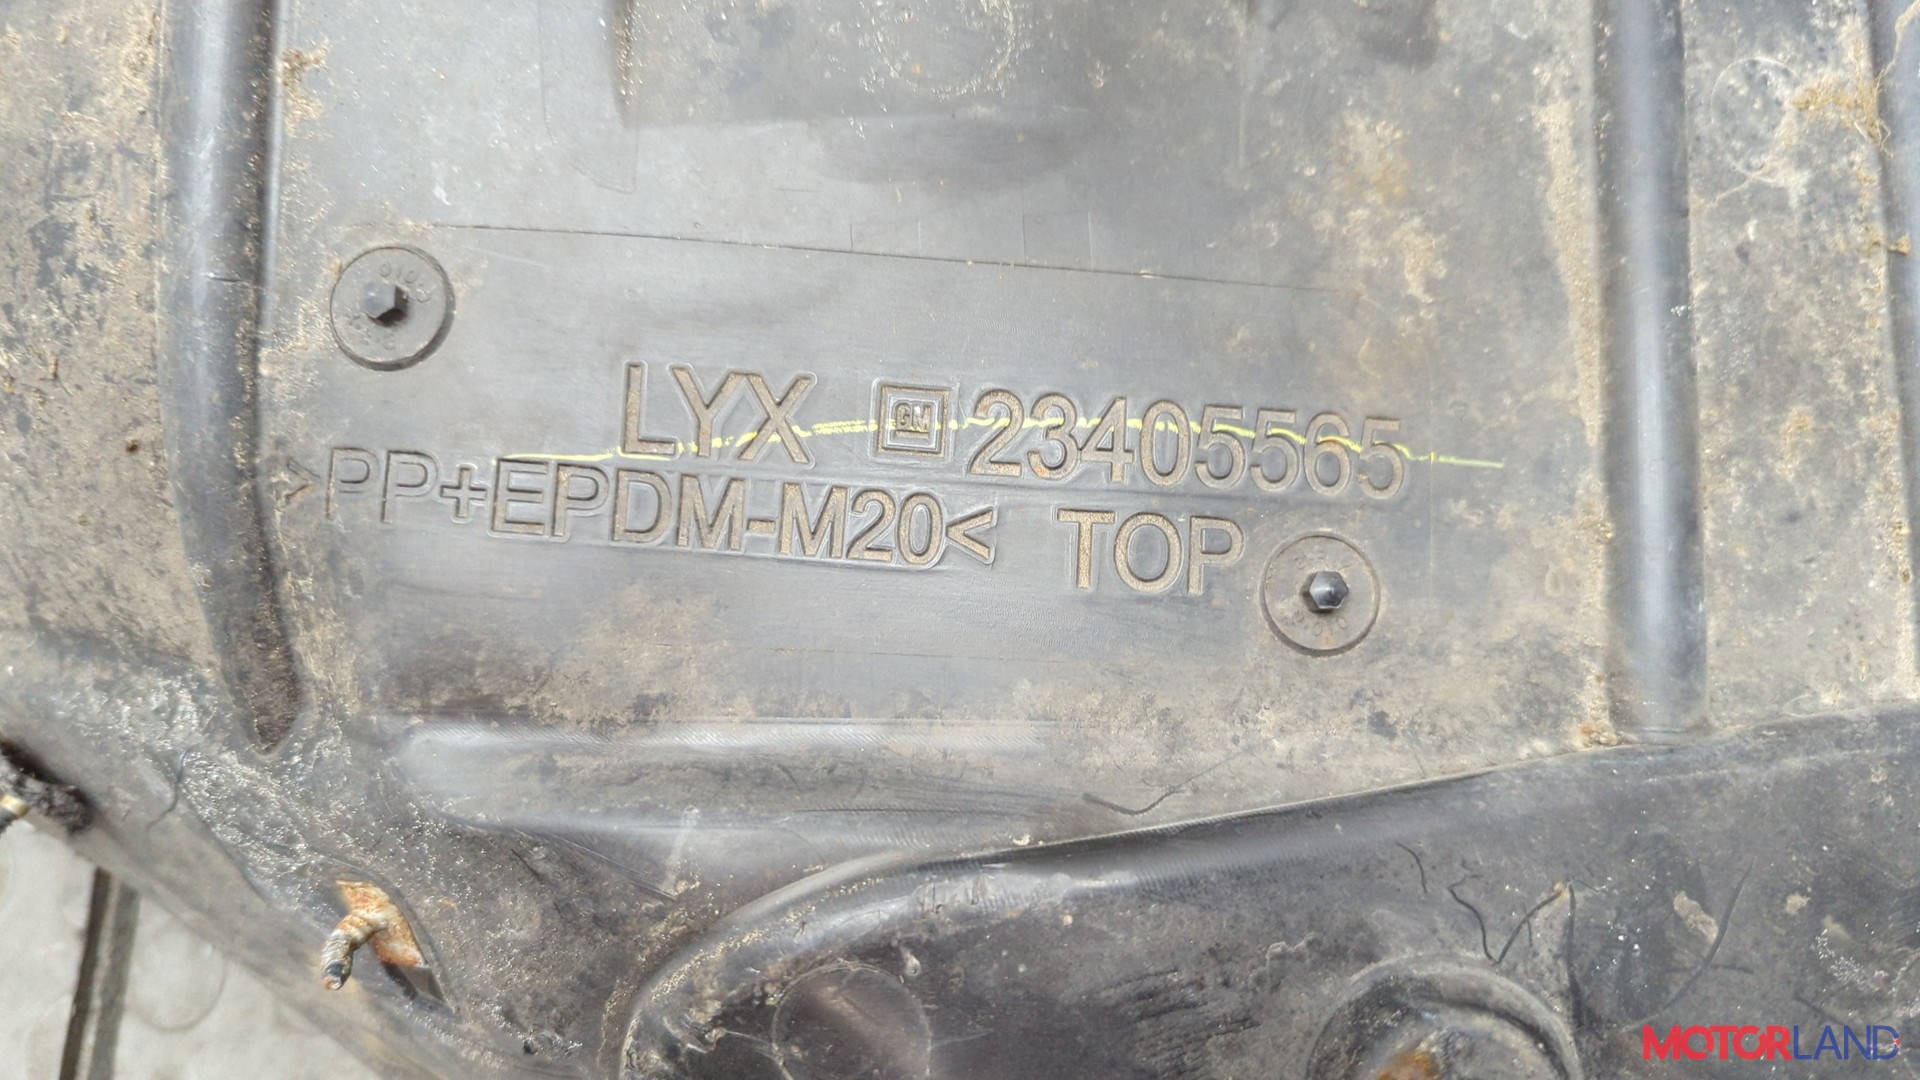 LYX GM 23405565
>PP+EPDM-M20< TOP
MOTORLAND